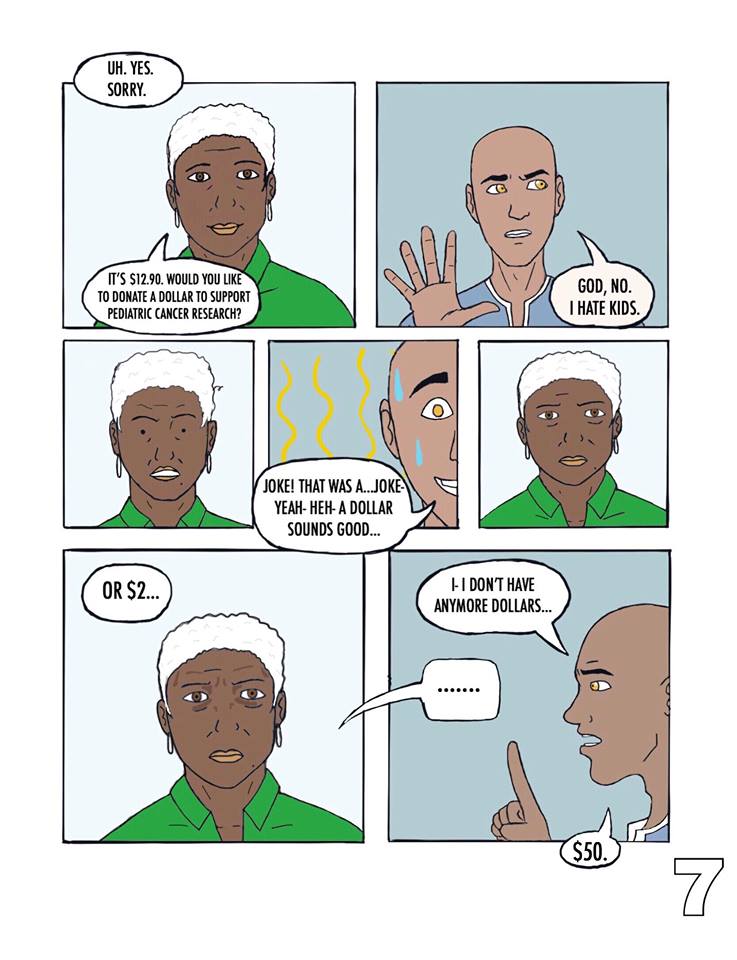 UH. YES.
SORRY.
IT'S $12.90. WOULD YOU LIKE
TO DONATE A DOLLAR TO SUPPORT
PEDIATRIC CANCER RESEARCH?
GOD, NO.
I HATE KIDS.
JOKE! THAT WAS A...JOKE-
YEAH- HEH- A DOLLAR
SOUNDS GOOD...
OR $2...
I- I DON'T HAVE
ANYMORE DOLLARS...
.......
$50.
7